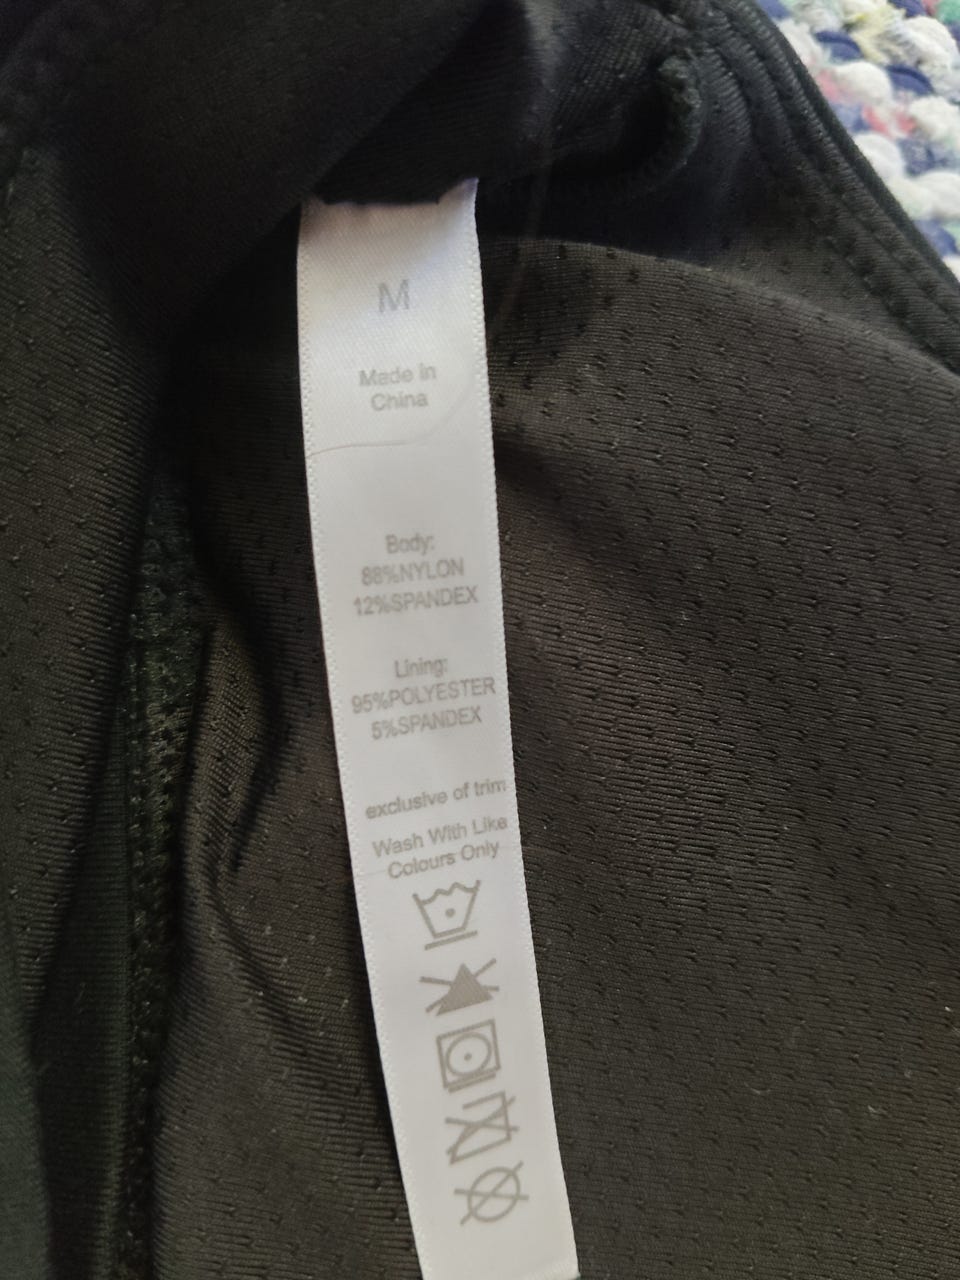 M
Made in
China
Body:
88%NYLON
12%SPANDEX
Lining:
95%POLYESTER
5%SPANDEX
exclusive of trim
Wash With Like
Colours Only